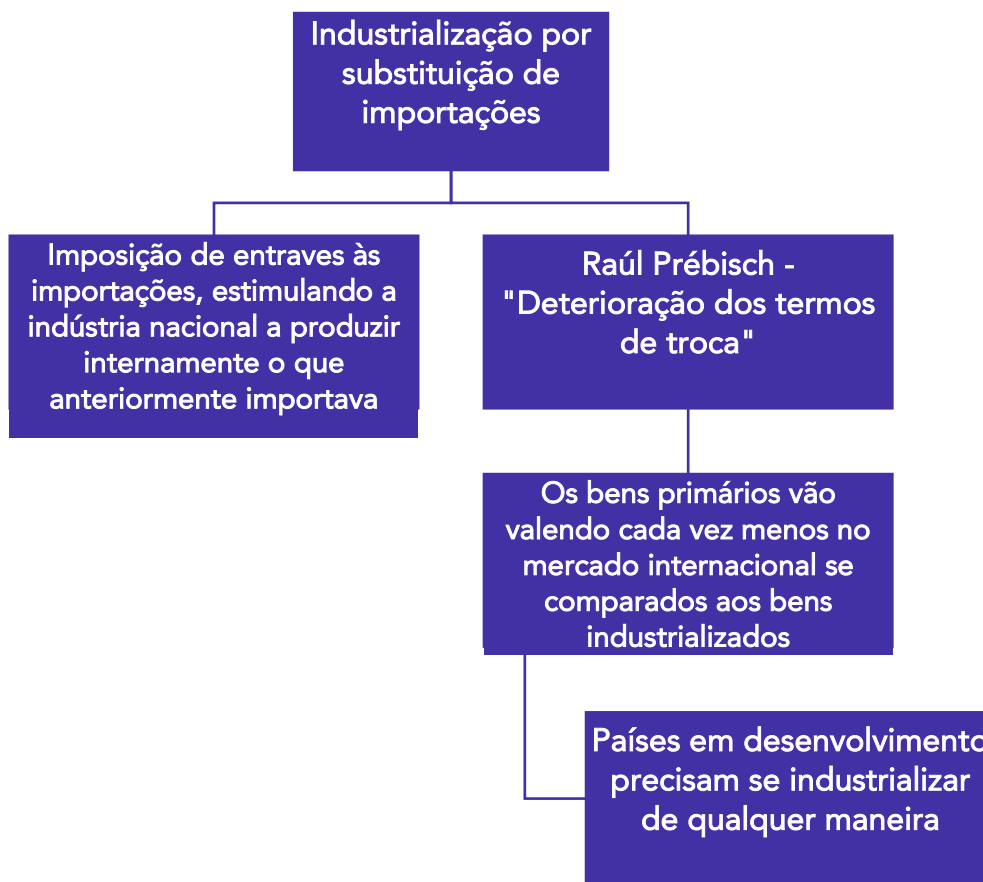 Industrialização por
substituição de
importações
Imposição de entraves às
importações, estimulando a
indústria nacional a produzir
internamente o que
anteriormente importava
Raúl Prébisch -
"Deterioração dos termos
de troca"
Os bens primários vão
valendo cada vez menos no
mercado internacional se
comparados aos bens
industrializados
Países em desenvolvimento
precisam se industrializar
de qualquer maneira